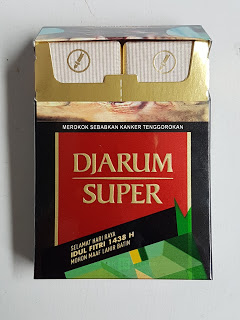 MEROKOK SEBABKAN KANKER TENGGOROKAN
DJARUM
SUPER
SELAMAT HARI RAYA
IDUL FITRI 1438 H
MOHON MAAF LAHIR BATIN